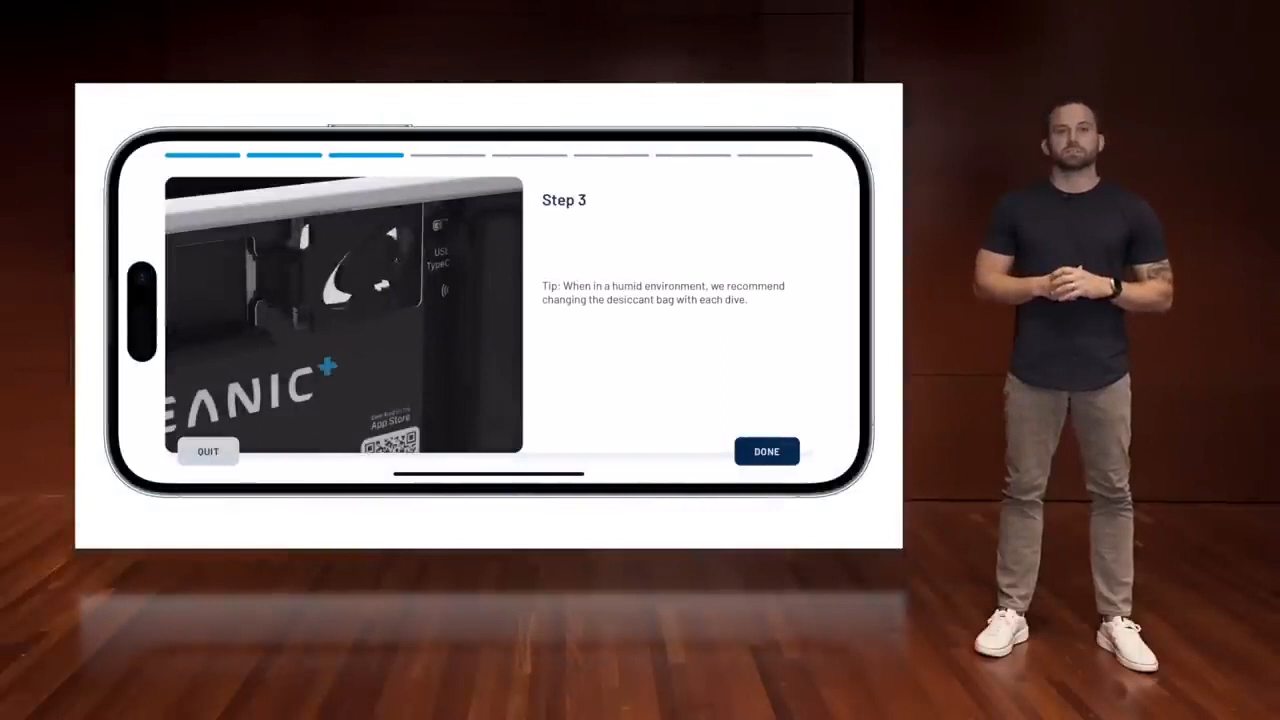 Step 3
Tip: When in a humid environment, we recommend
changing the desiccant bag with each dive.
USB
TypeC
EANIC+
App Store
QUIT
DONE